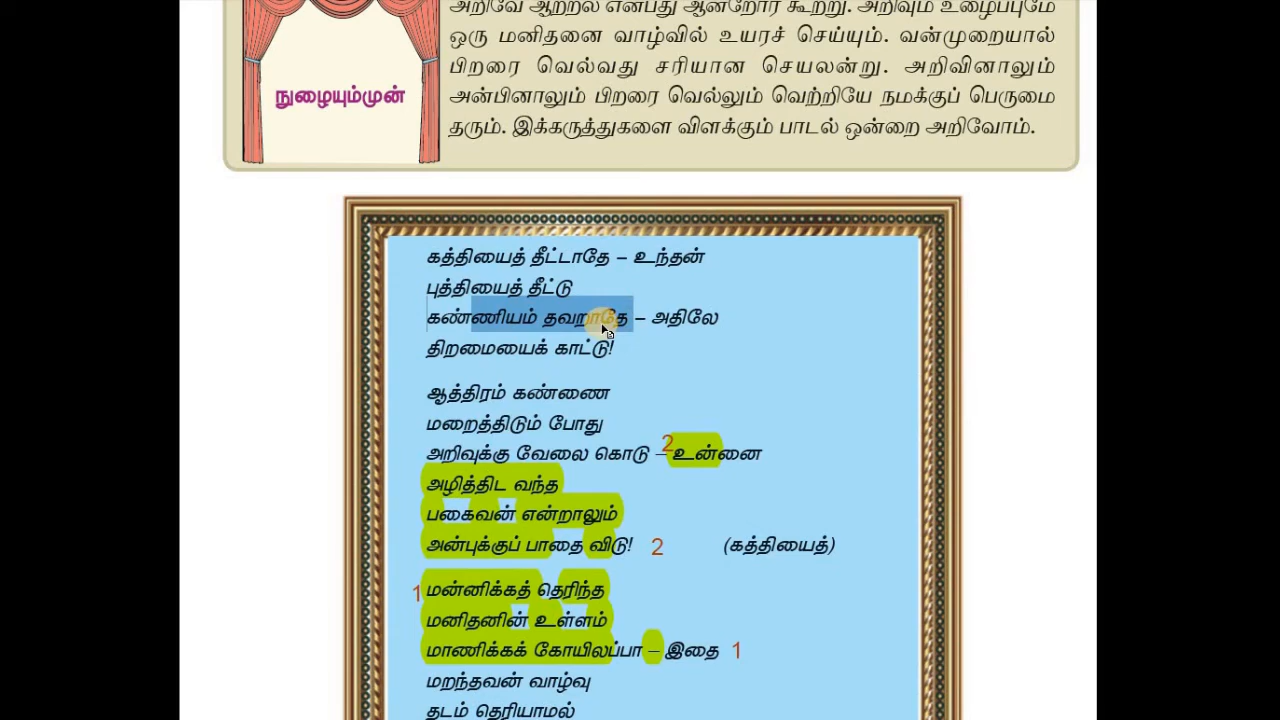 அறிவே ஆற்றல் என்பது ஆன்றோர் கூற்று. அறிவும் உழைப்புமே
ஒரு மனிதனை வாழ்வில் உயரச் செய்யும். வன்முறையால்
பிறரை வெல்வது சரியான செயலன்று. அறிவினாலும்
அன்பினாலும் பிறரை வெல்லும் வெற்றியே நமக்குப் பெருமை
தரும். இக்கருத்துகளை விளக்கும் பாடல் ஒன்றை அறிவோம்.
நுழையும்முன்
கத்தியைத் தீட்டாதே – உந்தன்
புத்தியைத் தீட்டு
கண்ணியம் தவறாதே – அதிலே
திறமையைக் காட்டு!
ஆத்திரம் கண்ணை
மறைத்திடும் போது
அறிவுக்கு வேலை கொடு – 2 உன்னை
அழித்திட வந்த
பகைவன் என்றாலும்
அன்புக்குப் பாதை விடு! 2 (கத்தியைத்)
1 மன்னிக்கத் தெரிந்த
மனிதனின் உள்ளம்
மாணிக்கக் கோயிலப்பா – இதை 1
மறந்தவன் வாழ்வு
தடம் தெரியாமல்